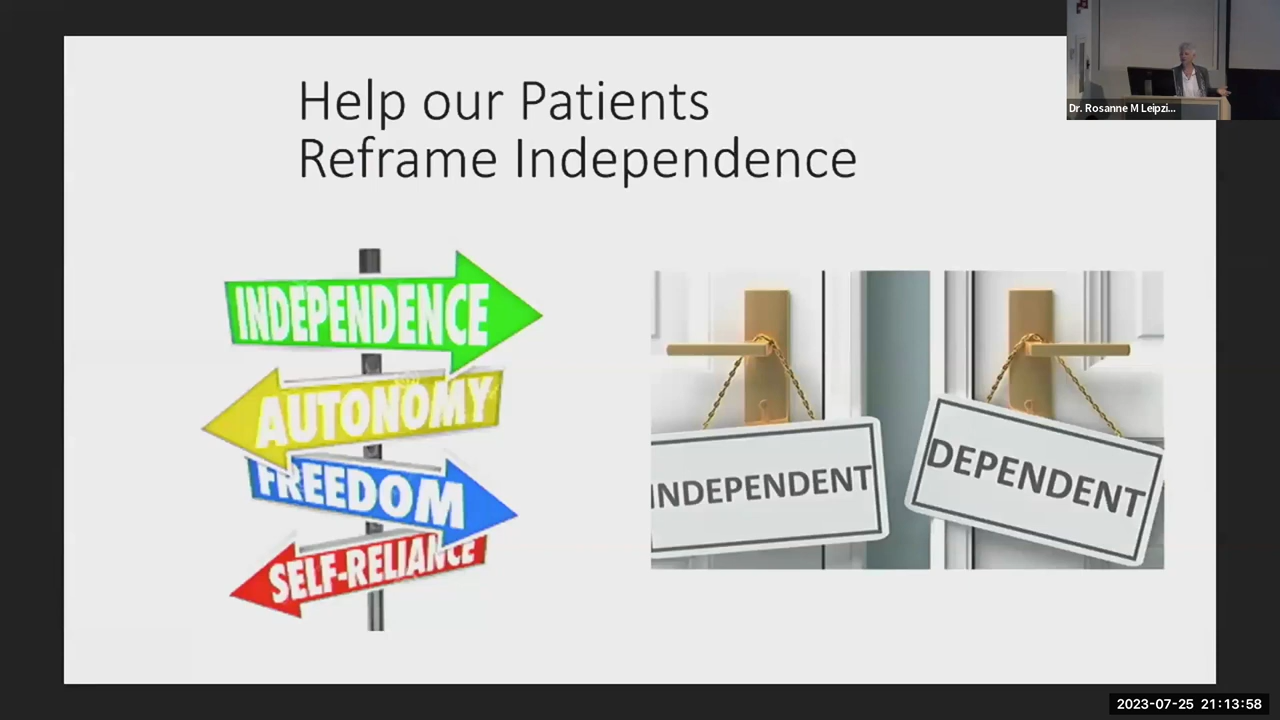 Help our Patients
Reframe Independence
Dr. Rosanne M Leipzi...
INDEPENDENCE
AUTONOMY
FREEDOM
SELF-RELIANCE
INDEPENDENT
DEPENDENT
2023-07-25 21:13:58